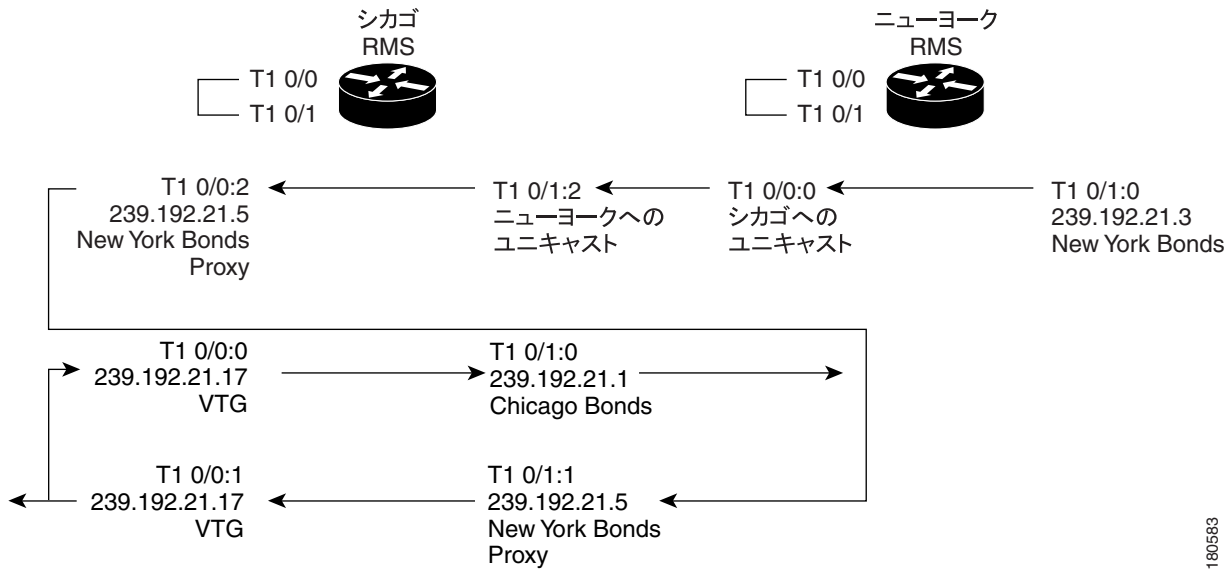 シカゴ
RMS
T1 0/0
T1 0/1
ニューヨーク
RMS
T1 0/0
T1 0/1
T1 0/0:2
239.192.21.5
New York Bonds
Proxy
T1 0/1:2
ニューヨークへの
ユニキャスト
T1 0/0:0
シカゴへの
ユニキャスト
T1 0/1:0
239.192.21.3
New York Bonds
T1 0/0:0
239.192.21.17
VTG
T1 0/1:0
239.192.21.1
Chicago Bonds
T1 0/0:1
239.192.21.17
VTG
T1 0/1:1
239.192.21.5
New York Bonds
Proxy
180583